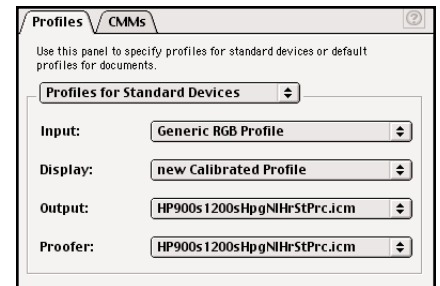 Profiles CMMs ?
Use this panel to specify profiles for standard devices or default
profiles for documents.
Profiles for Standard Devices
Input: Generic RGB Profile
Display: new Calibrated Profile
Output: HP900s1200sHpgNlHrStPrc.icm
Proofer: HP900s1200sHpgNlHrStPrc.icm